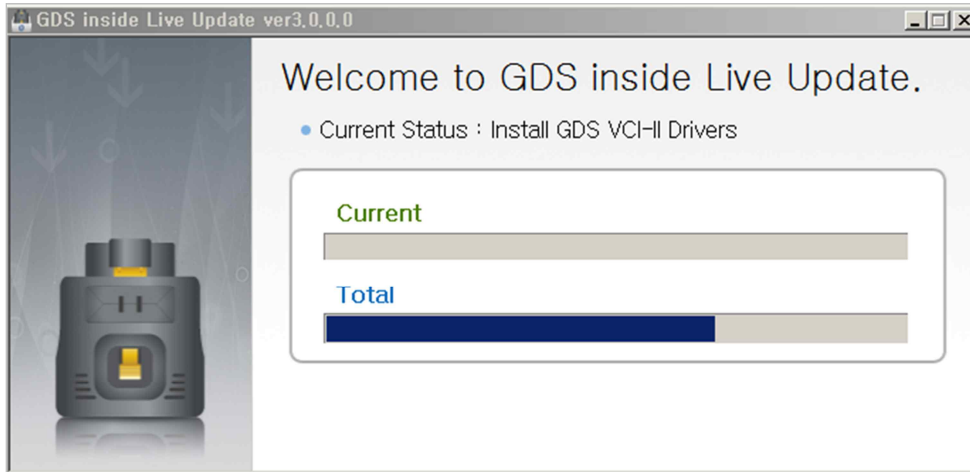 GDS inside Live Update ver3.0.0.0
Welcome to GDS inside Live Update.
Current Status : Install GDS VCI-II Drivers
Current
Total